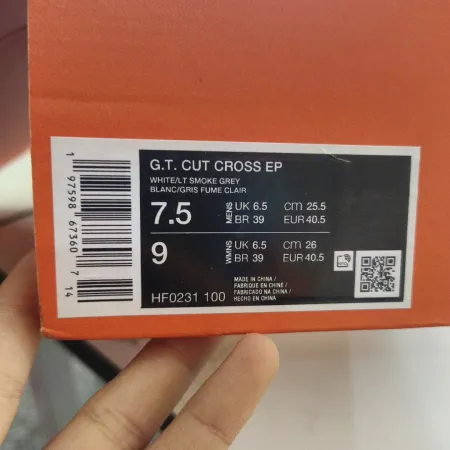 G.T. CUT CROSS EP
WHITE/LT SMOKE GREY
BLANC/GRIS FUME CLAIR
7.5 MENS UK 6.5 CM 25.5
BR 39 EUR 40.5
9 WMNS UK 6.5 CM 26
BR 39 EUR 40.5
MADE IN CHINA /
FABRIQUE EN CHINE /
FABRICADO NA CHINA /
HECHO EN CHINA
HF0231 100
1 97598 67360 7 14